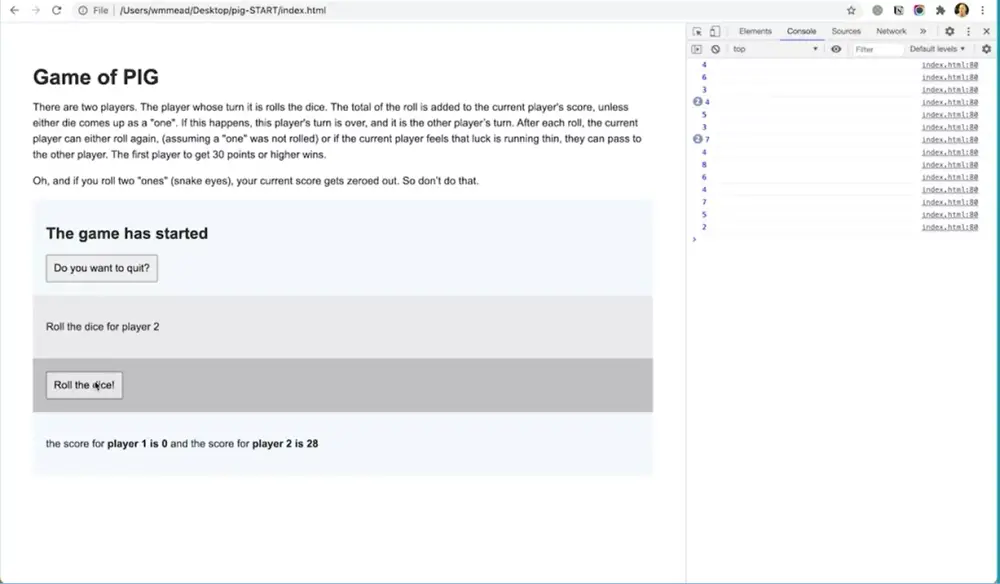 File /Users/wmmead/Desktop/pig-START/index.html
Elements Console Sources Network »
top Filter Default levels
Game of PIG
There are two players. The player whose turn it is rolls the dice. The total of the roll is added to the current player's score, unless
either die comes up as a "one". If this happens, this player's turn is over, and it is the other player's turn. After each roll, the current
player can either roll again, (assuming a "one" was not rolled) or if the current player feels that luck is running thin, they can pass to
the other player. The first player to get 30 points or higher wins.
Oh, and if you roll two "ones" (snake eyes), your current score gets zeroed out. So don't do that.
The game has started
Do you want to quit?
Roll the dice for player 2
Roll the dice!
the score for player 1 is 0 and the score for player 2 is 28
4 index.html:80
6 index.html:80
3 index.html:80
2 4 index.html:80
5 index.html:80
3 index.html:80
2 7 index.html:80
4 index.html:80
8 index.html:80
6 index.html:80
4 index.html:80
7 index.html:80
5 index.html:80
2 index.html:80